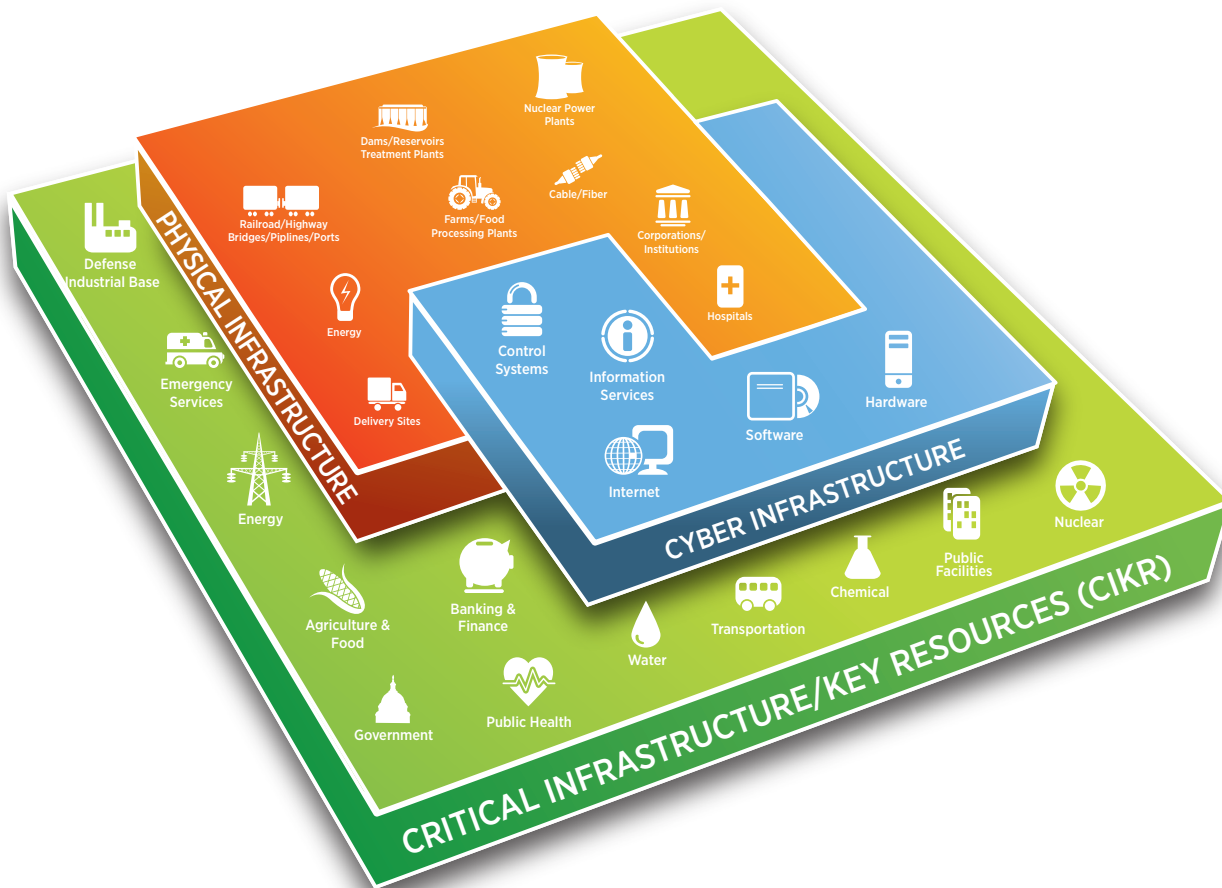 Nuclear Power
Plants
Dams/Reservoirs
Treatment Plants
Cable/Fiber
Railroad/Highway
Bridges/Piplines/Ports
Farms/Food
Processing Plants
Corporations/
Institutions
Energy
Hospitals
Delivery Sites
PHYSICAL INFRASTRUCTURE
Control
Systems
Information
Services
Software
Hardware
Internet
CYBER INFRASTRUCTURE
Defense
Industrial Base
Emergency
Services
Energy
Agriculture &
Food
Banking &
Finance
Government
Public Health
Water
Transportation
Chemical
Public
Facilities
Nuclear
CRITICAL INFRASTRUCTURE/KEY RESOURCES (CIKR)